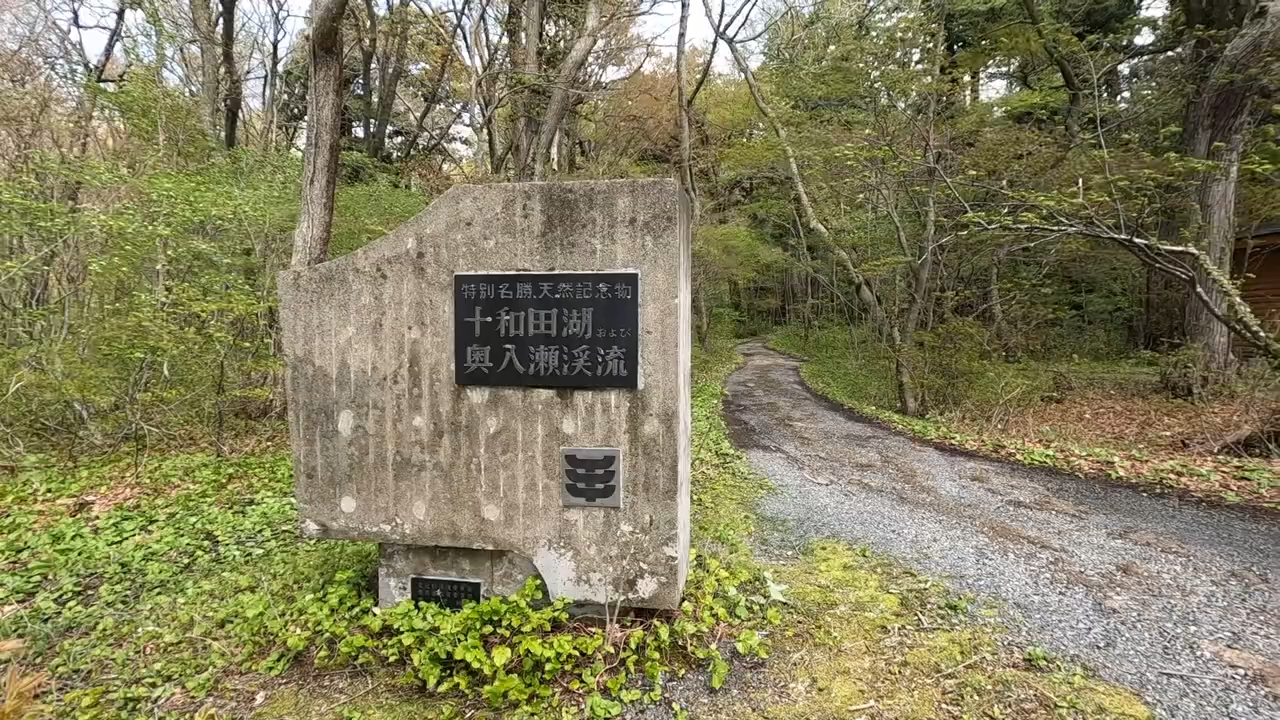 特別名勝、天然記念物
十和田湖および
奥入瀬渓流